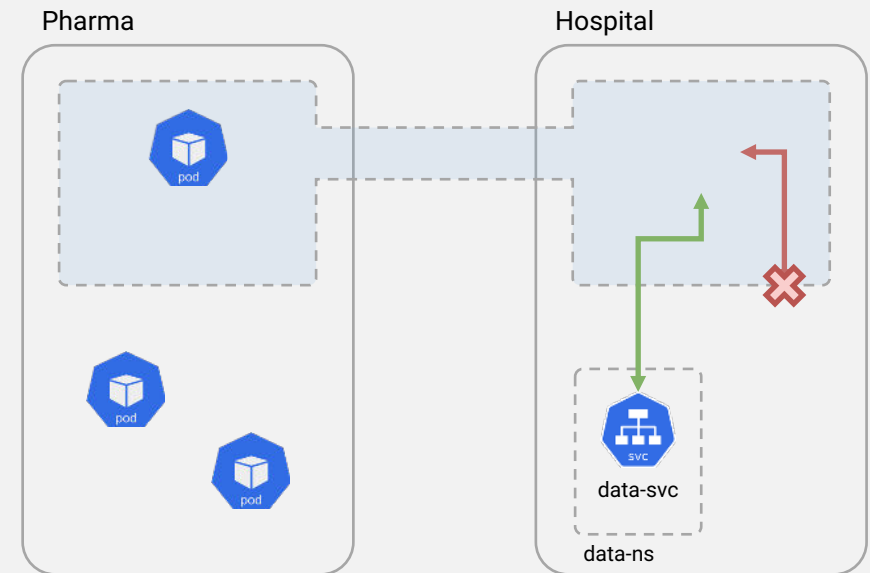 Pharma
Hospital
pod
pod
pod
svc
data-svc
data-ns